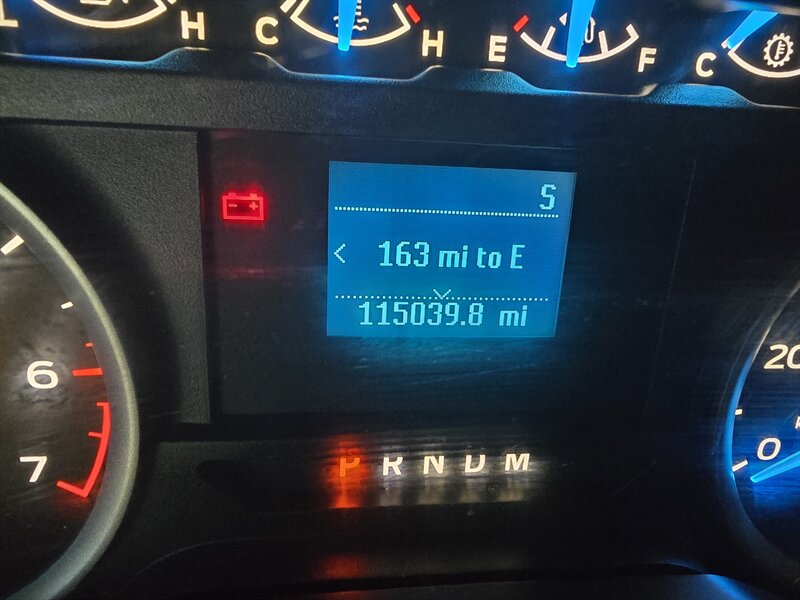 L H C H E F C
- +
S
163 mi to E
115039.8 mi
6
7
P R N D M
20
0